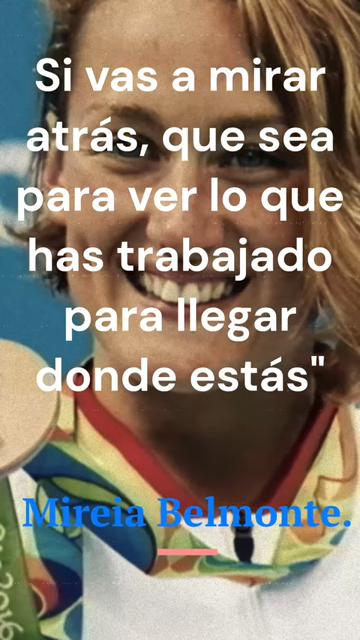 Si vas a mirar
atrás, que sea
para ver lo que
has trabajado
para llegar
donde estás"
Mireia Belmonte.